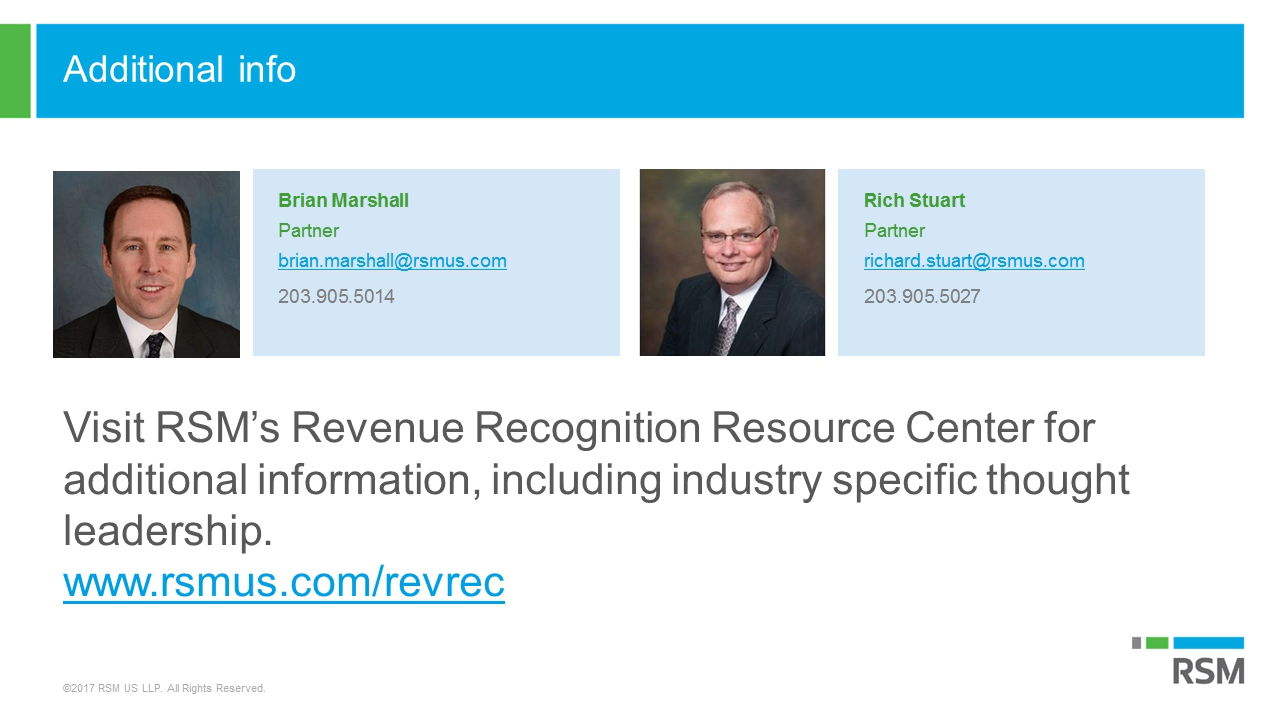 Additional info
Brian Marshall
Partner
brian.marshall@rsmus.com
203.905.5014
Rich Stuart
Partner
richard.stuart@rsmus.com
203.905.5027
Visit RSM’s Revenue Recognition Resource Center for
additional information, including industry specific thought
leadership.
www.rsmus.com/revrec
RSM
©2017 RSM US LLP. All Rights Reserved.